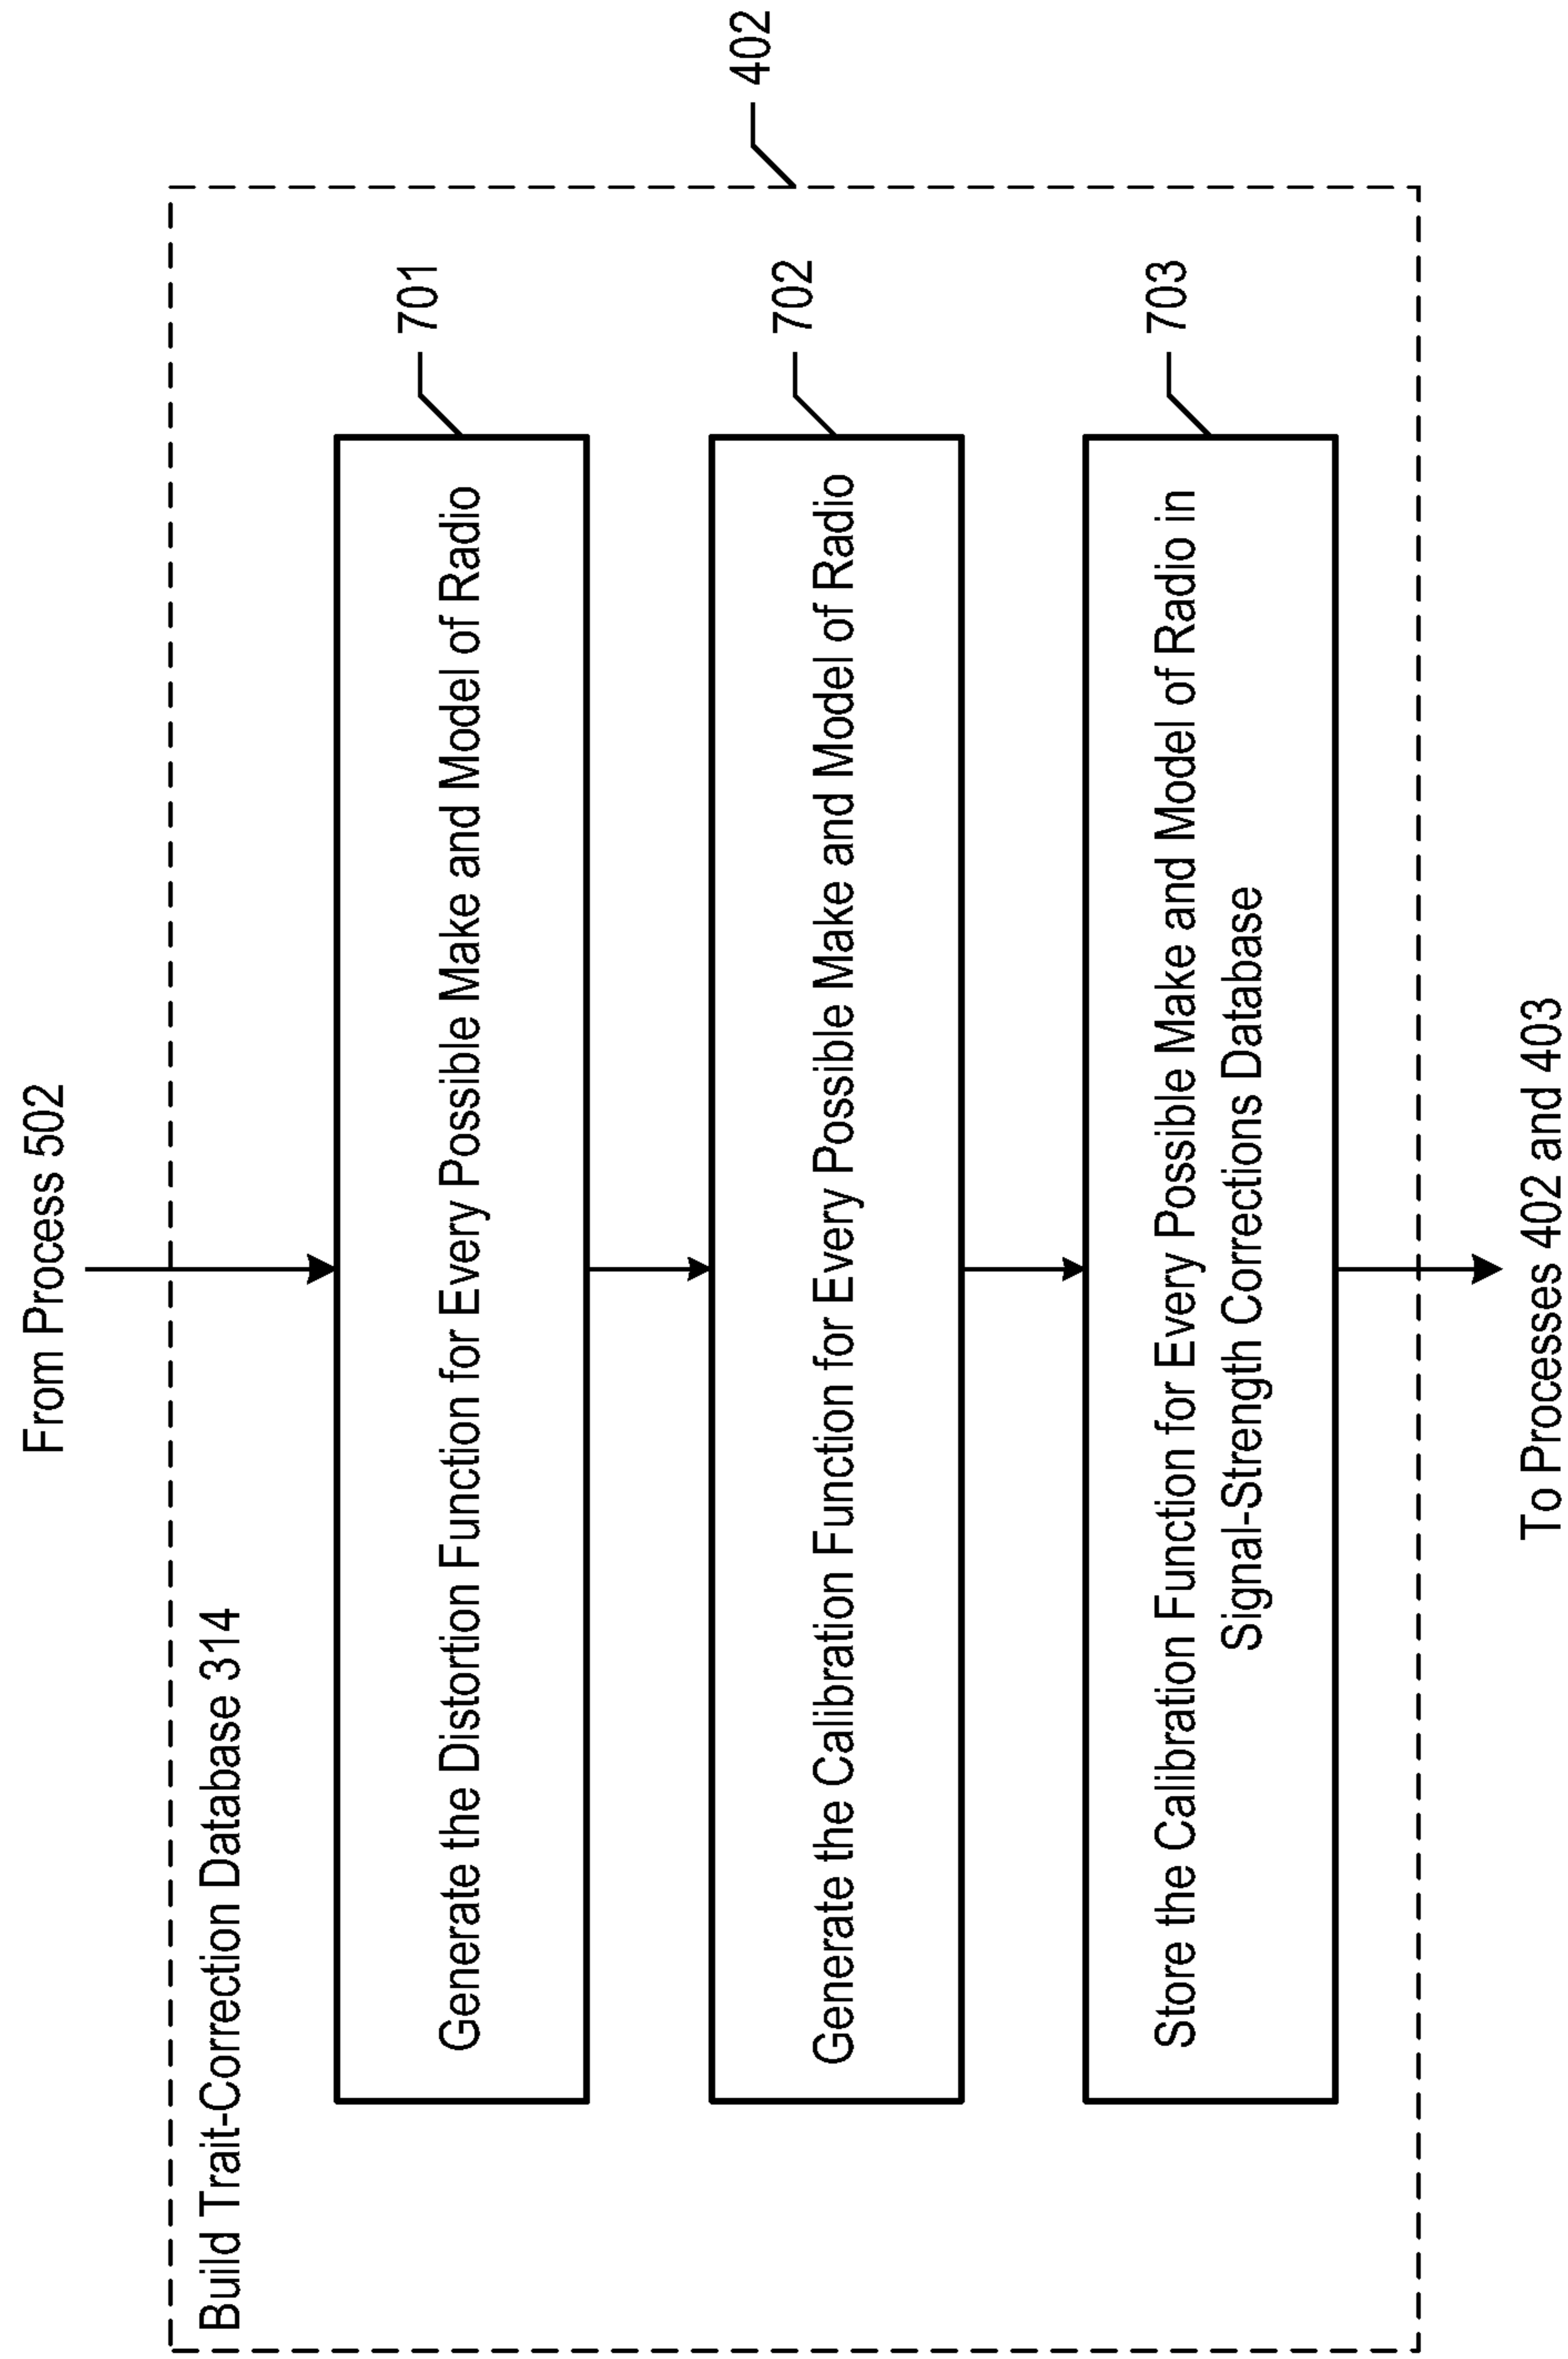 From Process 502
Build Trait-Correction Database 314
402
701
Generate the Distortion Function for Every Possible Make and Model of Radio
702
Generate the Calibration Function for Every Possible Make and Model of Radio
703
Store the Calibration Function for Every Possible Make and Model of Radio in
Signal-Strength Corrections Database
To Processes 402 and 403